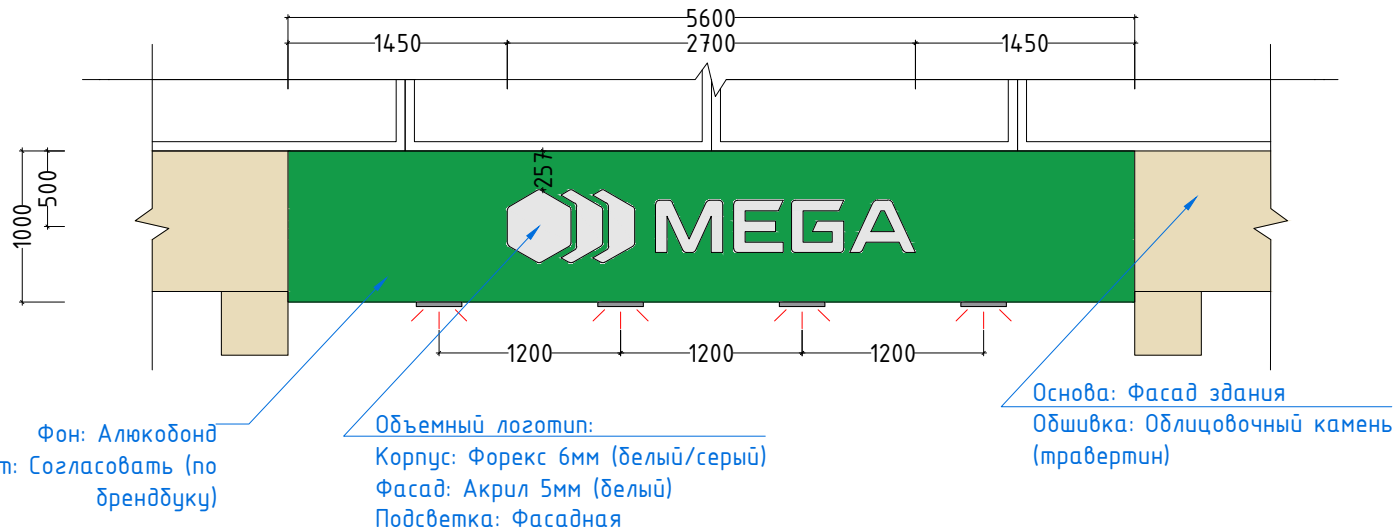 5600
1450 2700 1450
257
500
1000
MEGA
1200 1200 1200
Фон: Алюкобонд
т: Согласовать (по
брендбуку)
Объемный логотип:
Корпус: Форекс 6мм (белый/серый)
Фасад: Акрил 5мм (белый)
Подсветка: Фасадная
Основа: Фасад здания
Обшивка: Облицовочный камень
(травертин)